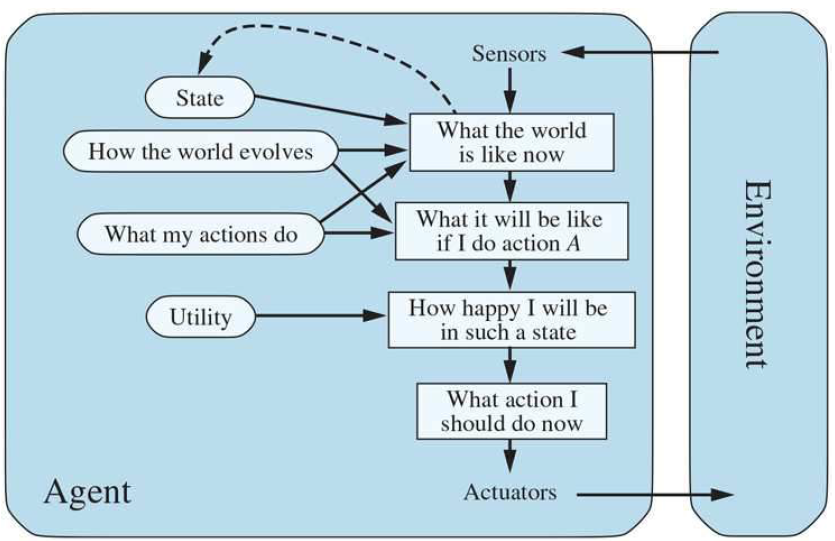 Sensors
State
What the world
is like now
How the world evolves
What my actions do
What it will be like
if I do action A
Utility
How happy I will be
in such a state
What action I
should do now
Agent
Actuators
Environment